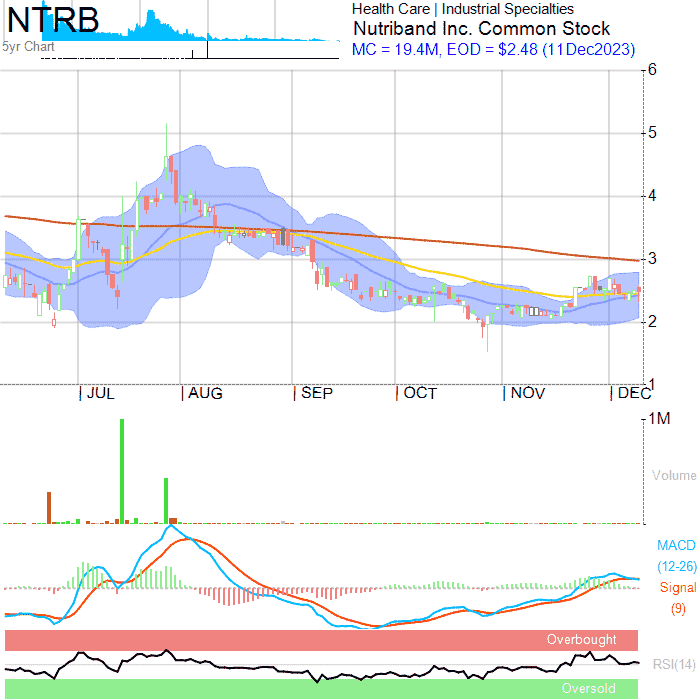 NTRB
5yr Chart
Health Care | Industrial Specialties
Nutriband Inc. Common Stock
MC = 19.4M, EOD = $2.48 (11Dec2023)
6
5
4
3
2
1
JUL AUG SEP OCT NOV DEC
1M
Volume
MACD
(12-26)
Signal
(9)
Overbought
RSI(14)
Oversold